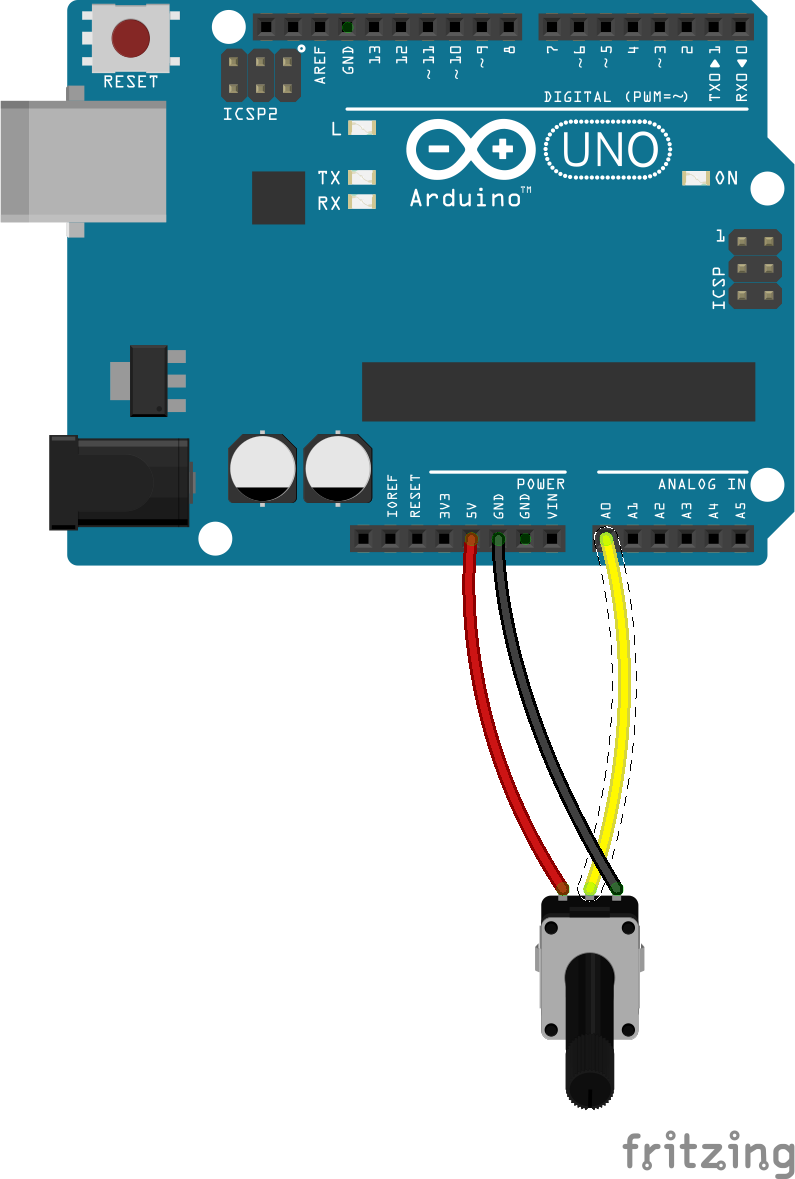 RESET
ICSP2
AREF
GND
13
12
~11
~10
~9
8
7
~6
~5
4
~3
2
TX0▶1
RX0◀0
DIGITAL (PWM=~)
L
TX
RX
Arduino™
UNO
ON
1
ICSP
POWER
ANALOG IN
IOREF
RESET
3V3
5V
GND
GND
VIN
A0
A1
A2
A3
A4
A5
fritzing